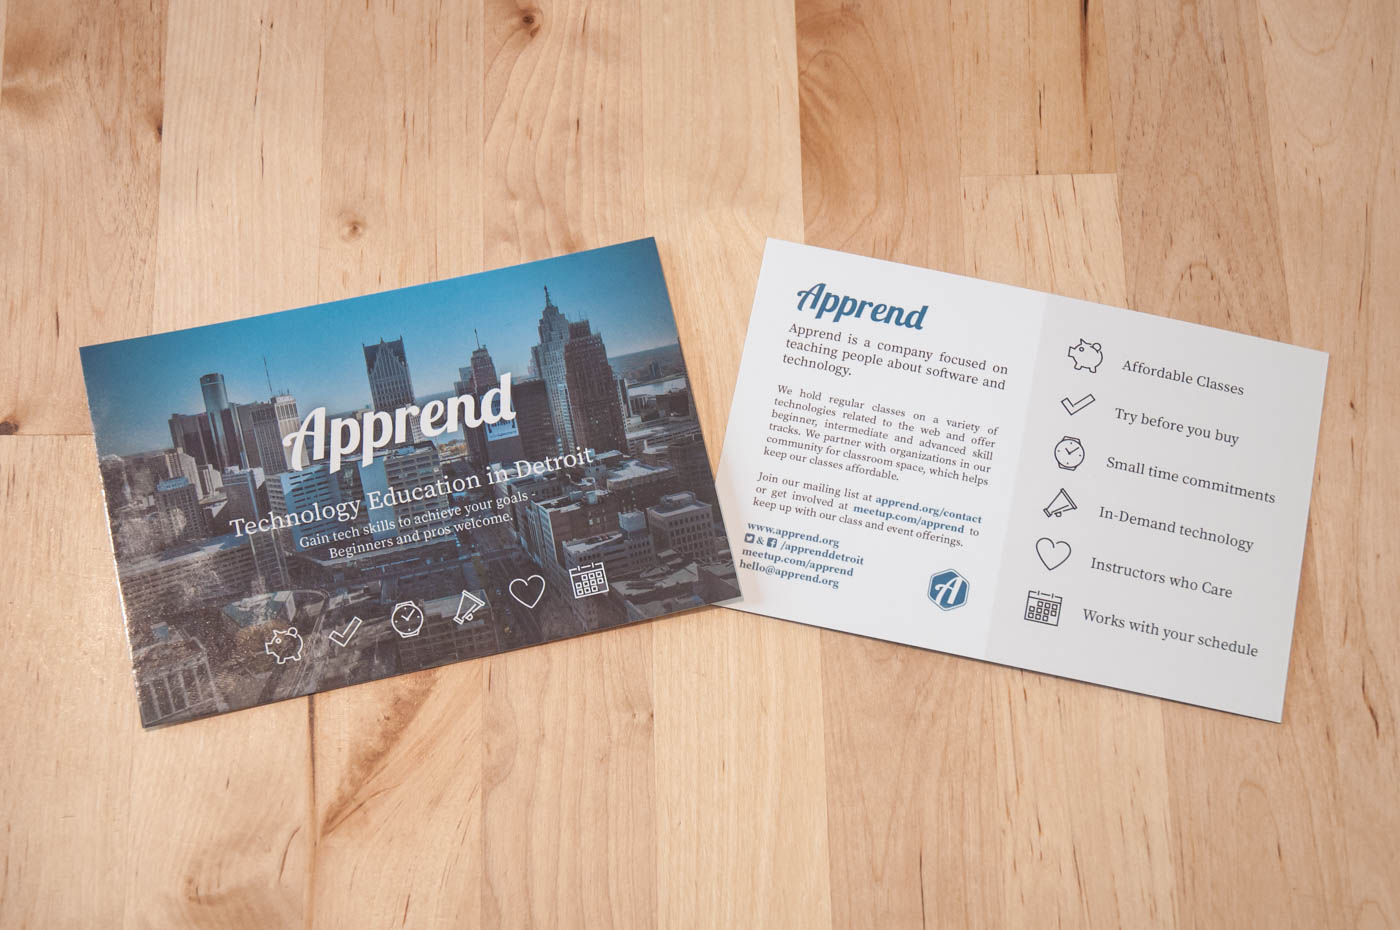 Apprend
Technology Education in Detroit
Gain tech skills to achieve your goals -
Beginners and pros welcome.
Apprend
Apprend is a company focused on
teaching people about software and
technology.
We hold regular classes on a variety of
technologies related to the web and offer
beginner, intermediate and advanced skill
tracks. We partner with organizations in our
community for classroom space, which helps
keep our classes affordable.
Join our mailing list at apprend.org/contact
or get involved at meetup.com/apprend to
keep up with our class and event offerings.
www.apprend.org
& /apprenddetroit
meetup.com/apprend
hello@apprend.org
A
Affordable Classes
Try before you buy
Small time commitments
In-Demand technology
Instructors who Care
Works with your schedule